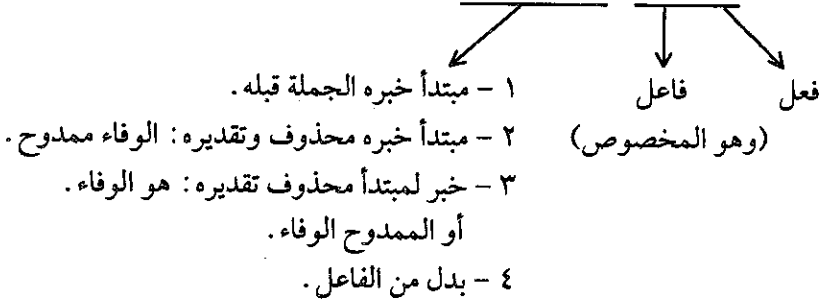 فعل فاعل ١ - مبتدأ خبره الجملة قبله.
(وهو المخصوص) ٢ - مبتدأ خبره محذوف وتقديره: الوفاء ممدوح.
٣ - خبر لمبتدأ محذوف تقديره: هو الوفاء.
أو الممدوح الوفاء.
٤ - بدل من الفاعل.